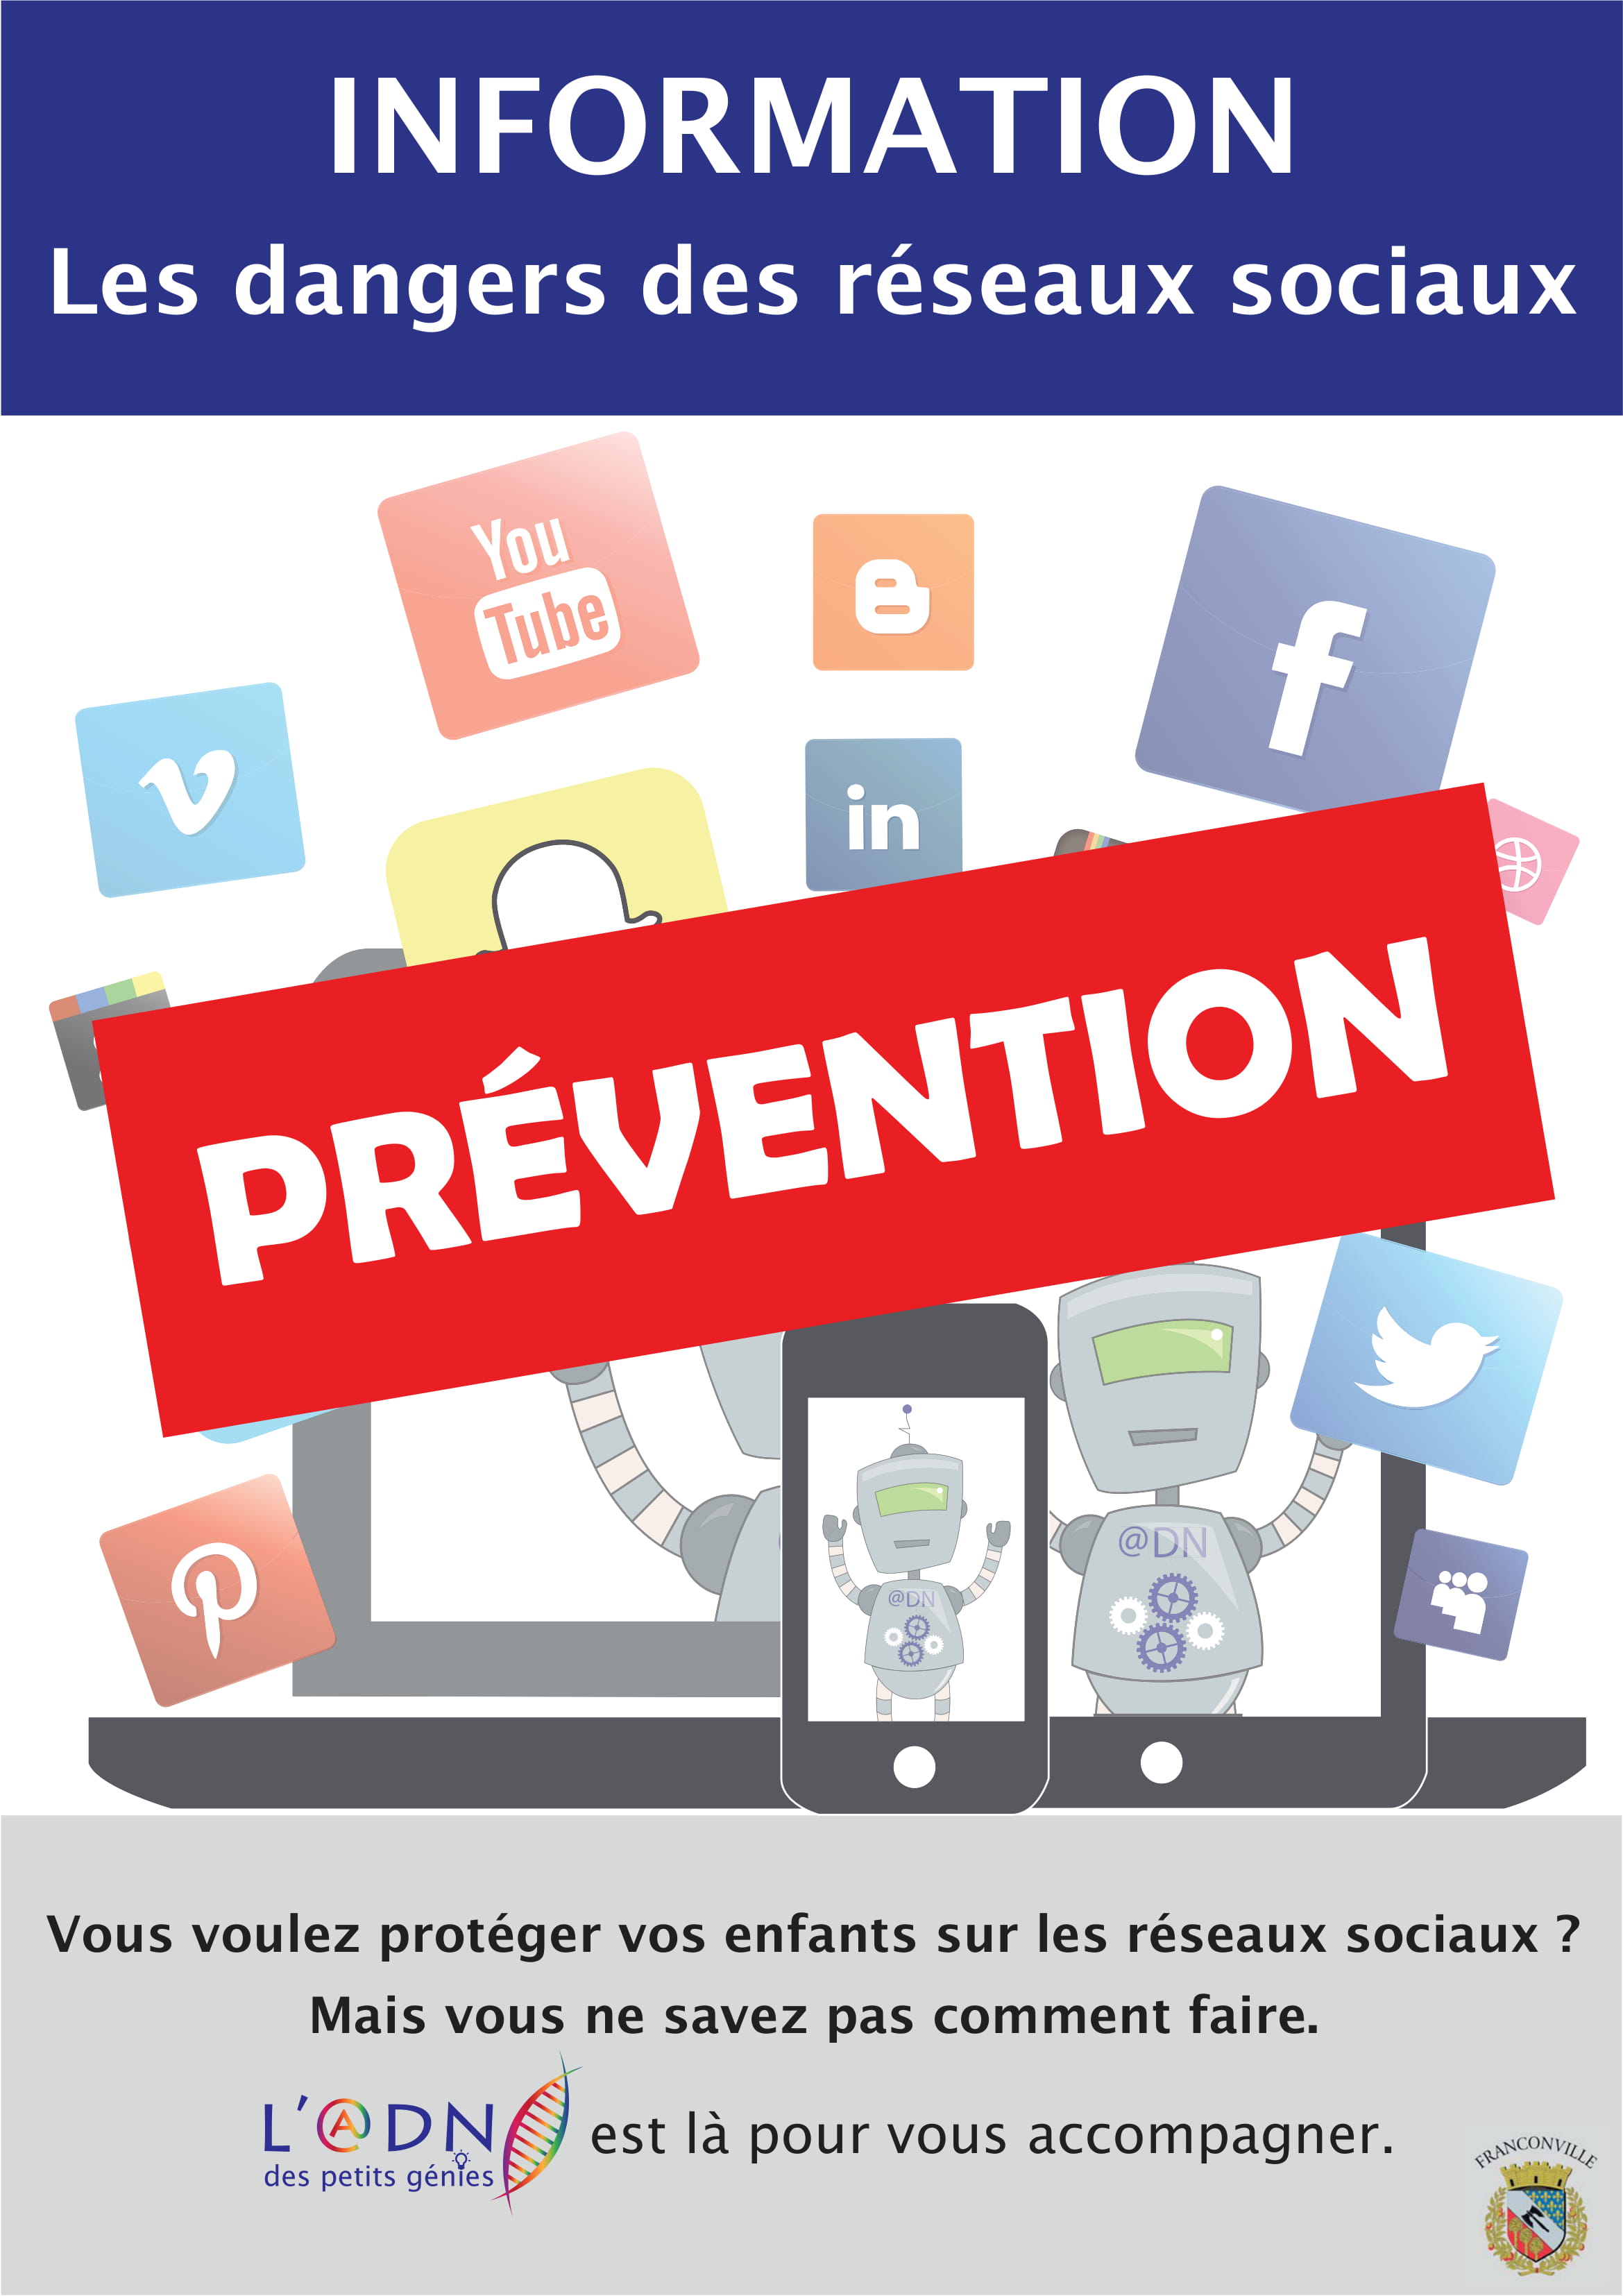 INFORMATION
Les dangers des réseaux sociaux
You
Tube
f
v
in
PRÉVENTION
@DN
@DN
Vous voulez protéger vos enfants sur les réseaux sociaux ?
Mais vous ne savez pas comment faire.
L'@DN
des petits génies
est là pour vous accompagner.
FRANCONVILLE